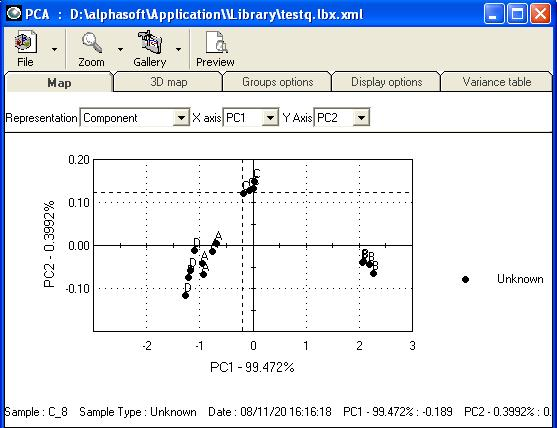 PCA : D:\alphasoft\Application\\Library\testq.lbx.xml
File Zoom Gallery Preview
Map 3D map Groups options Display options Variance table
Representation Component X axis PC1 Y Axis PC2
0.20
C
C
0.10
D A
0.00
A
D A
B B
B
-0.10
D
PC2 - 0.3992%
Unknown
-2 -1 0 1 2 3
PC1 - 99.472%
Sample : C_8 Sample Type : Unknown Date : 08/11/20 16:16:18 PC1 - 99.472% : -0.189 PC2 - 0.3992% : 0.